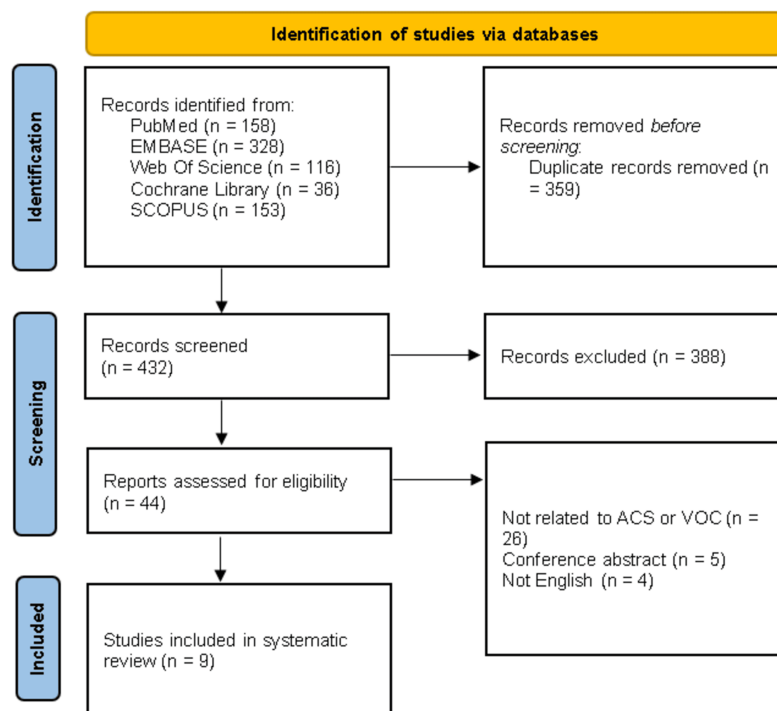 Identification of studies via databases
Identification
Records identified from:
PubMed (n = 158)
EMBASE (n = 328)
Web Of Science (n = 116)
Cochrane Library (n = 36)
SCOPUS (n = 153)
Records removed before
screening:
Duplicate records removed (n
= 359)
Screening
Records screened
(n = 432)
Records excluded (n = 388)
Reports assessed for eligibility
(n = 44)
Not related to ACS or VOC (n =
26)
Conference abstract (n = 5)
Not English (n = 4)
Included
Studies included in systematic
review (n = 9)